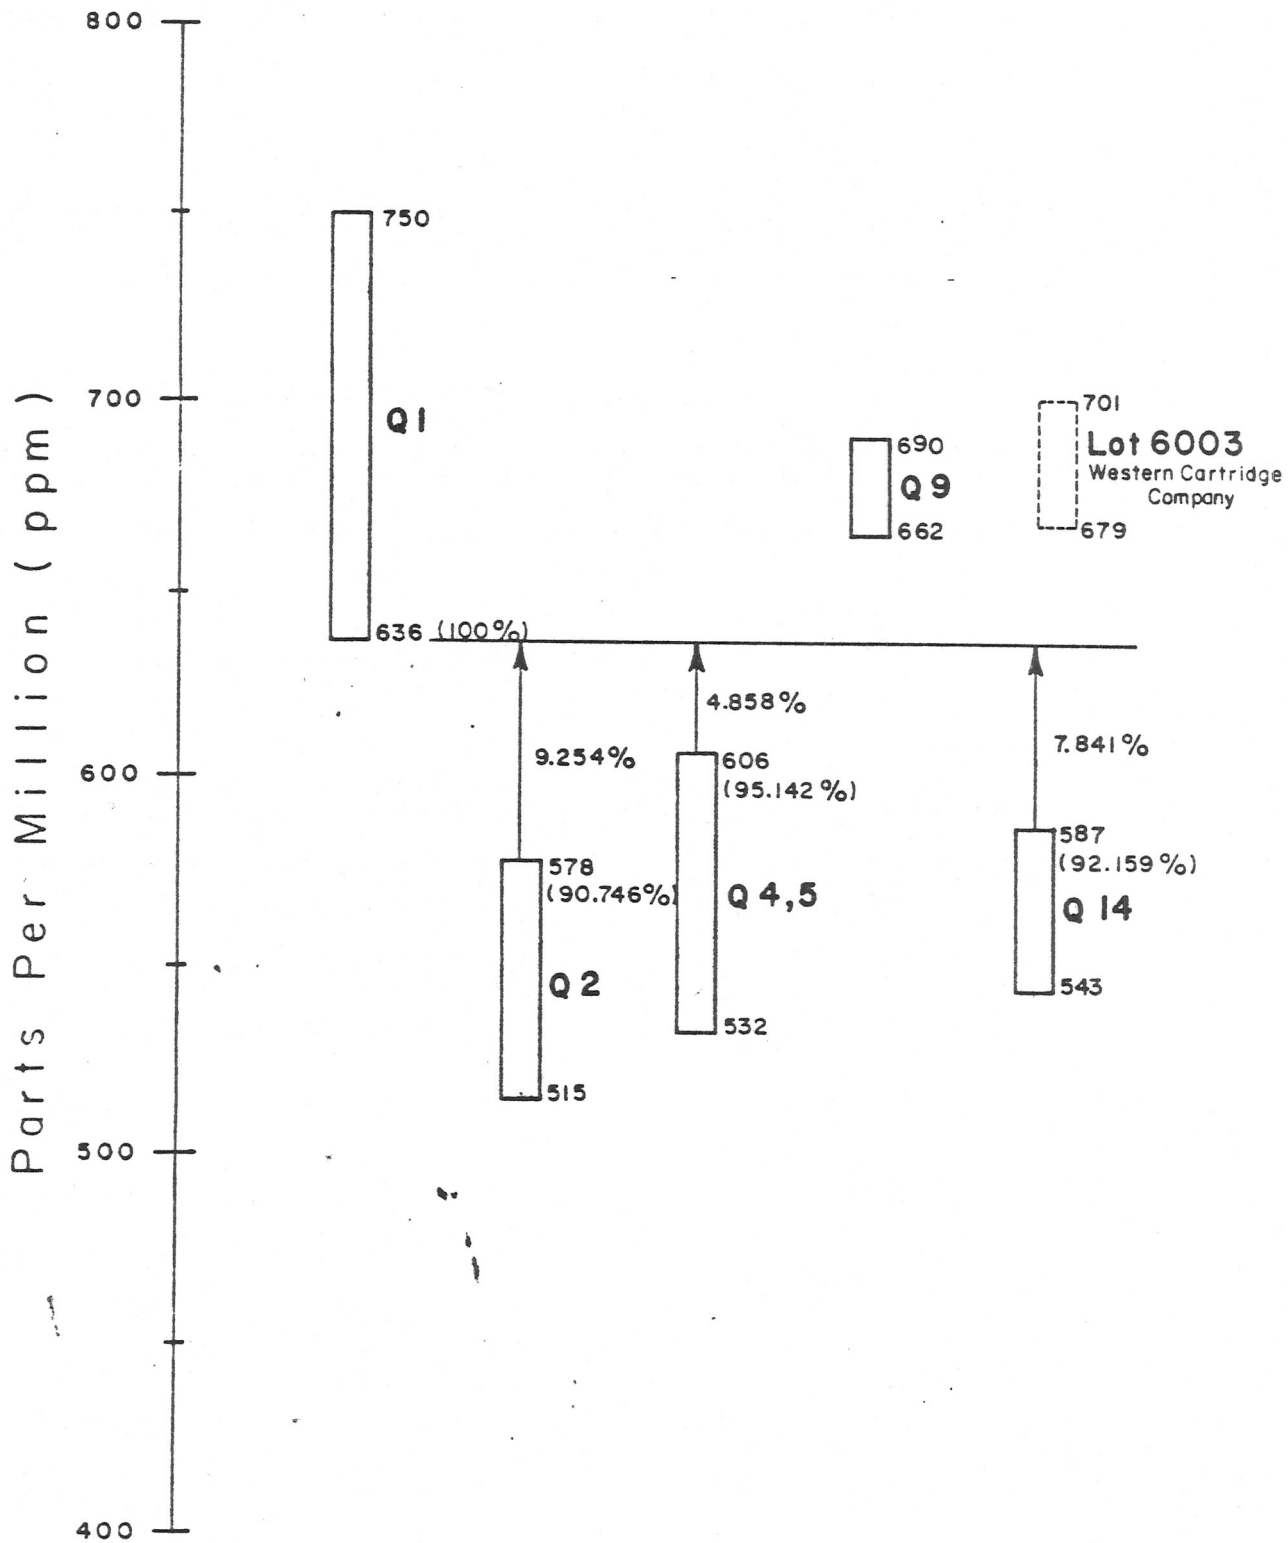 800
750
700
701
Q1
690
Lot 6003
Western Cartridge
Company
Q9
662
679
Parts Per Million (ppm)
636 (100%)
4.858%
9.254%
7.841%
600
606
(95.142%)
587
(92.159%)
578
(90.746%)
Q 4,5
Q 14
Q 2
543
532
515
500
400